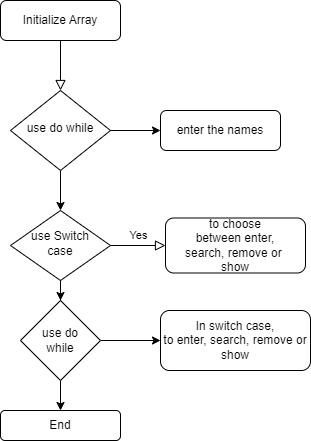 Initialize Array
use do while
enter the names
use Switch
case
Yes
to choose
between enter,
search, remove or
show
use do
while
In switch case,
to enter, search, remove or
show
End